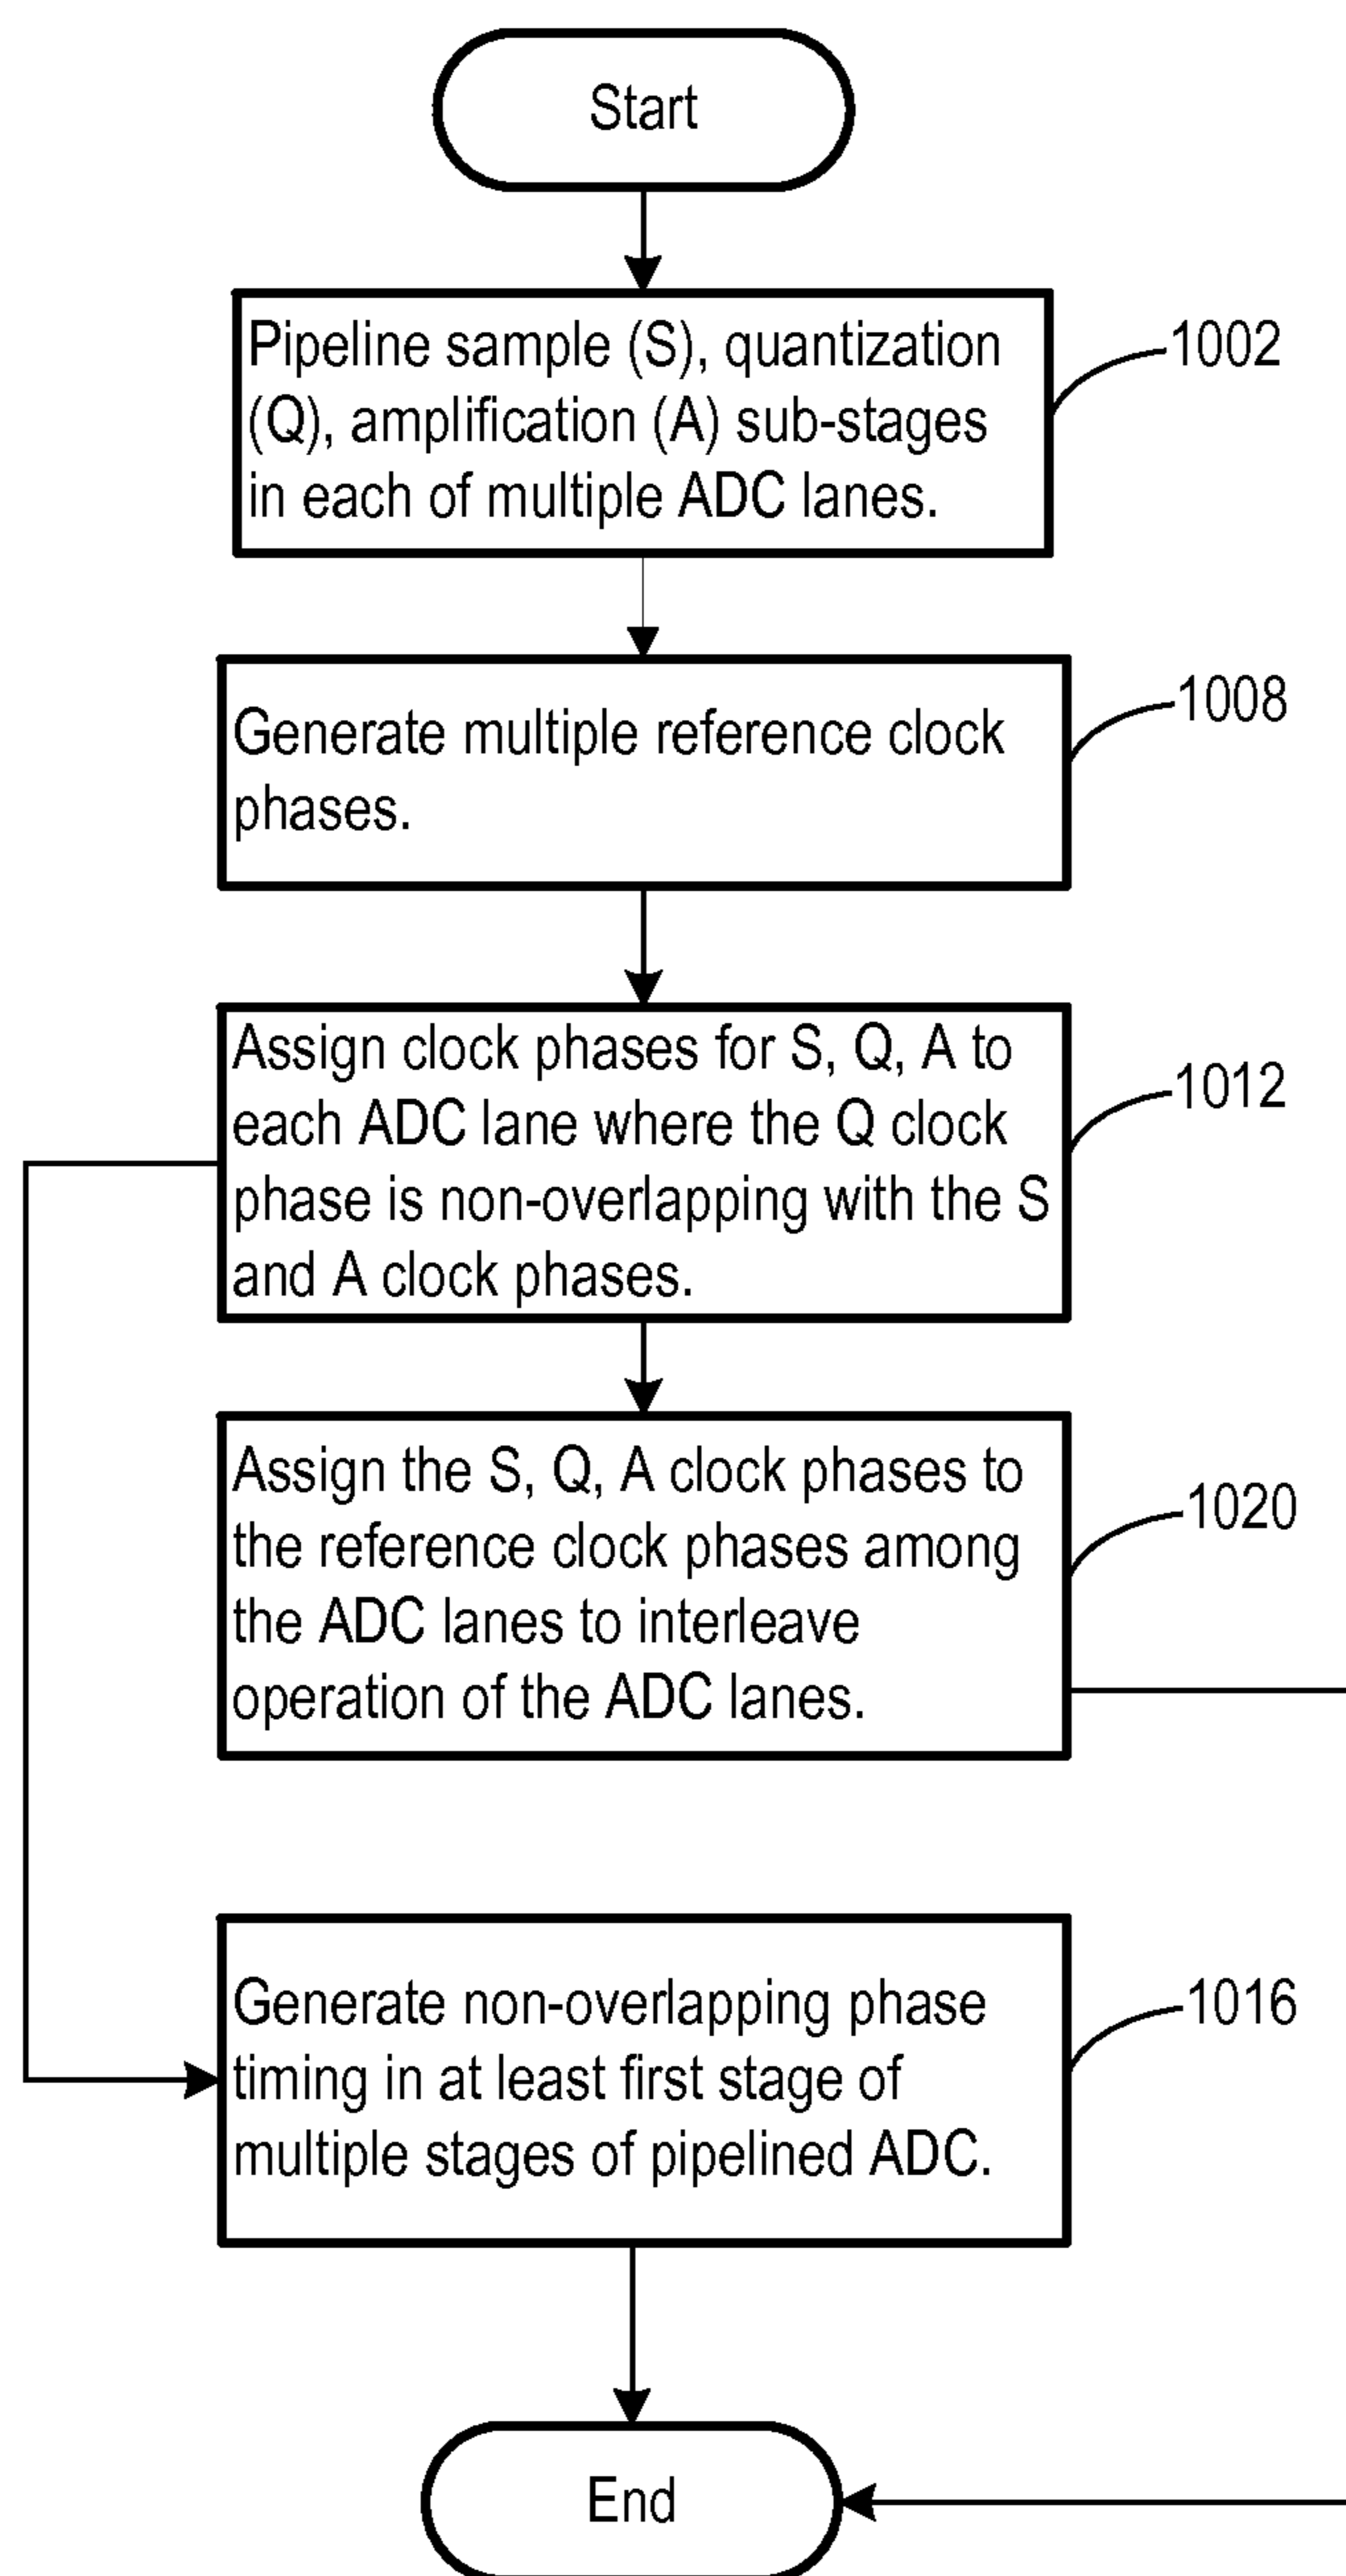 Start
Pipeline sample (S), quantization
(Q), amplification (A) sub-stages
in each of multiple ADC lanes.
1002
Generate multiple reference clock
phases.
1008
Assign clock phases for S, Q, A to
each ADC lane where the Q clock
phase is non-overlapping with the S
and A clock phases.
1012
Assign the S, Q, A clock phases to
the reference clock phases among
the ADC lanes to interleave
operation of the ADC lanes.
1020
Generate non-overlapping phase
timing in at least first stage of
multiple stages of pipelined ADC.
1016
End